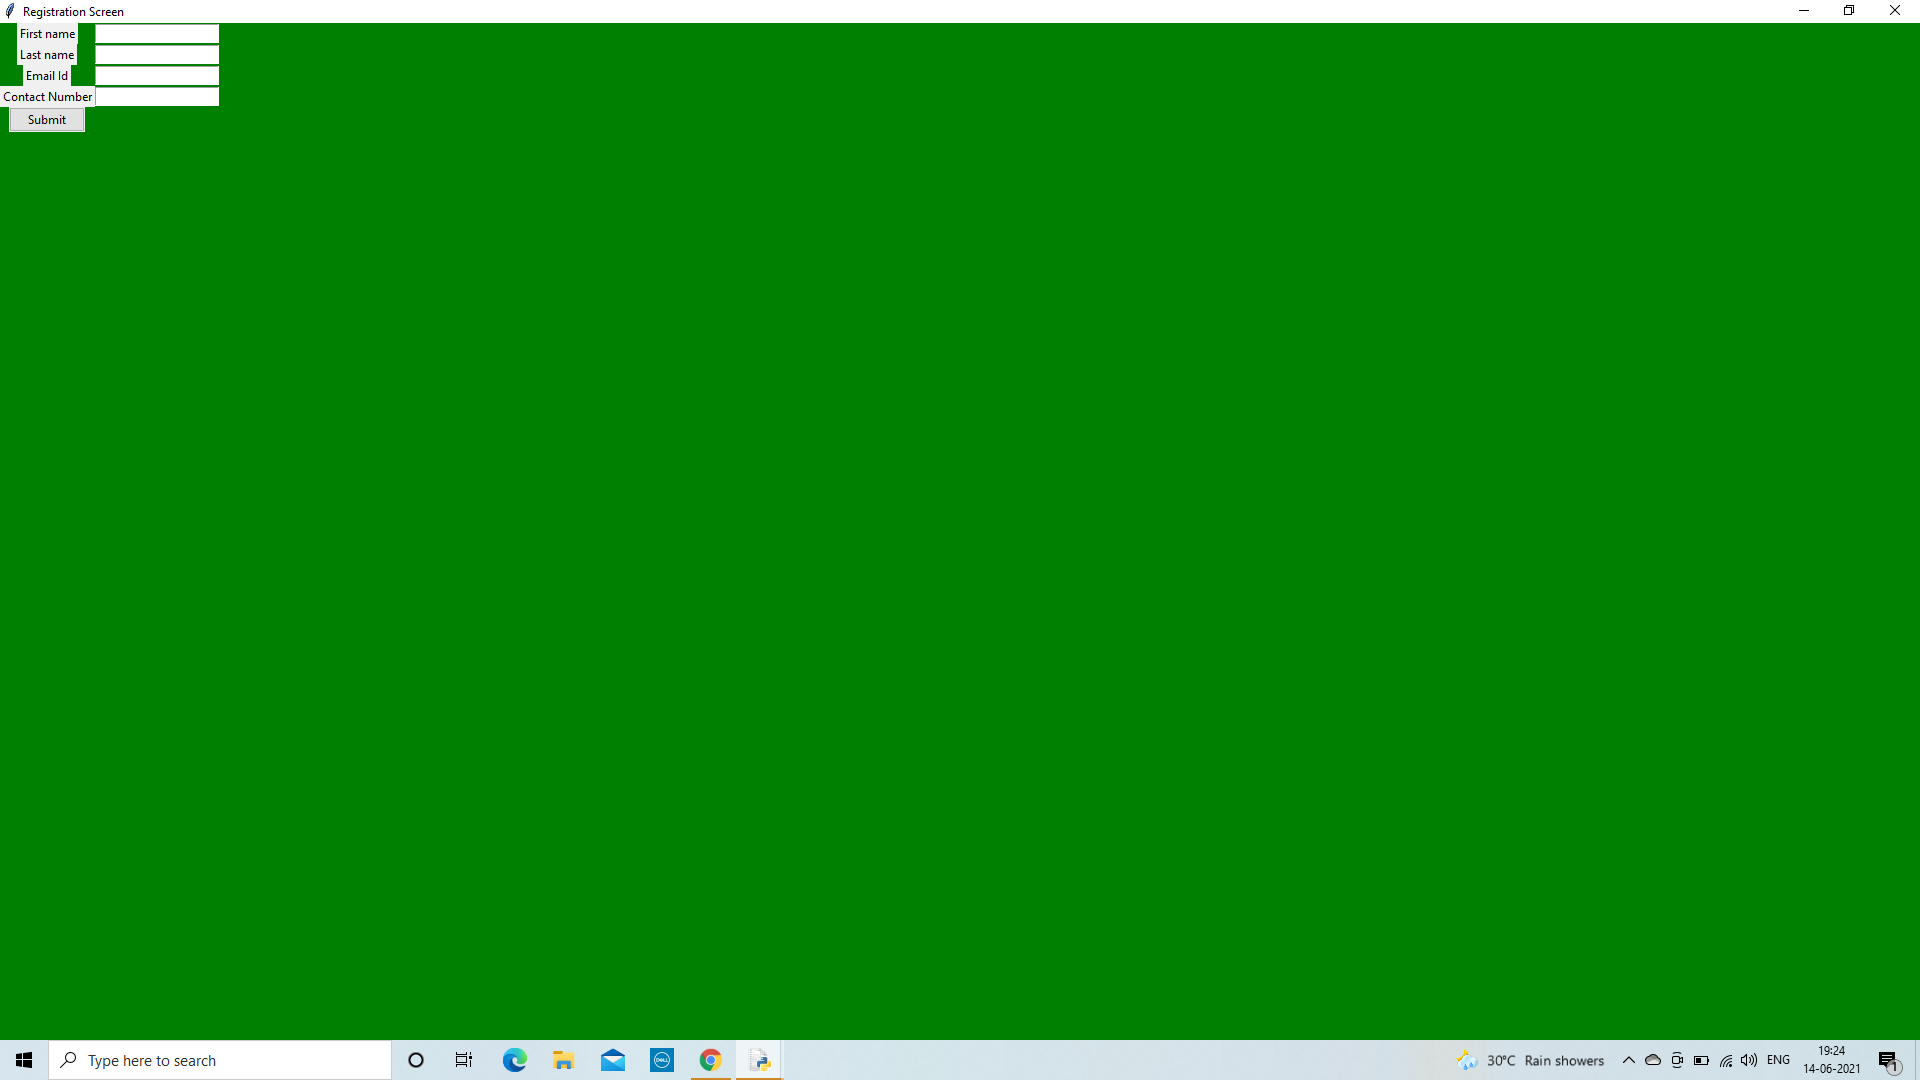 Registration Screen
First name
Last name
Email Id
Contact Number
Submit
Type here to search
DELL
30°C Rain showers
ENG
19:24
14-06-2021
1